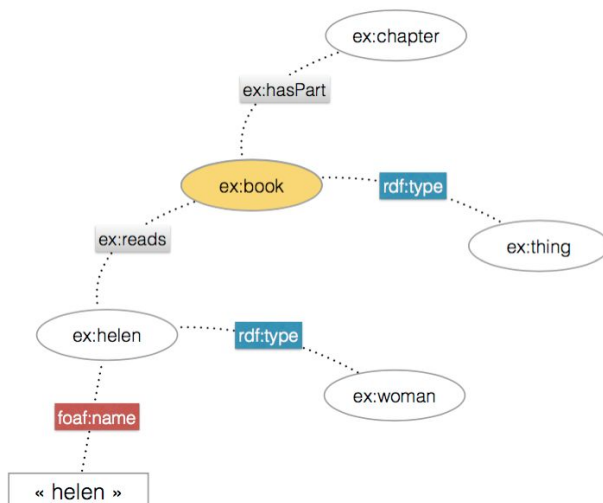 ex:chapter
ex:hasPart
ex:book
rdf:type
ex:reads
ex:thing
ex:helen
rdf:type
ex:woman
foaf:name
« helen »